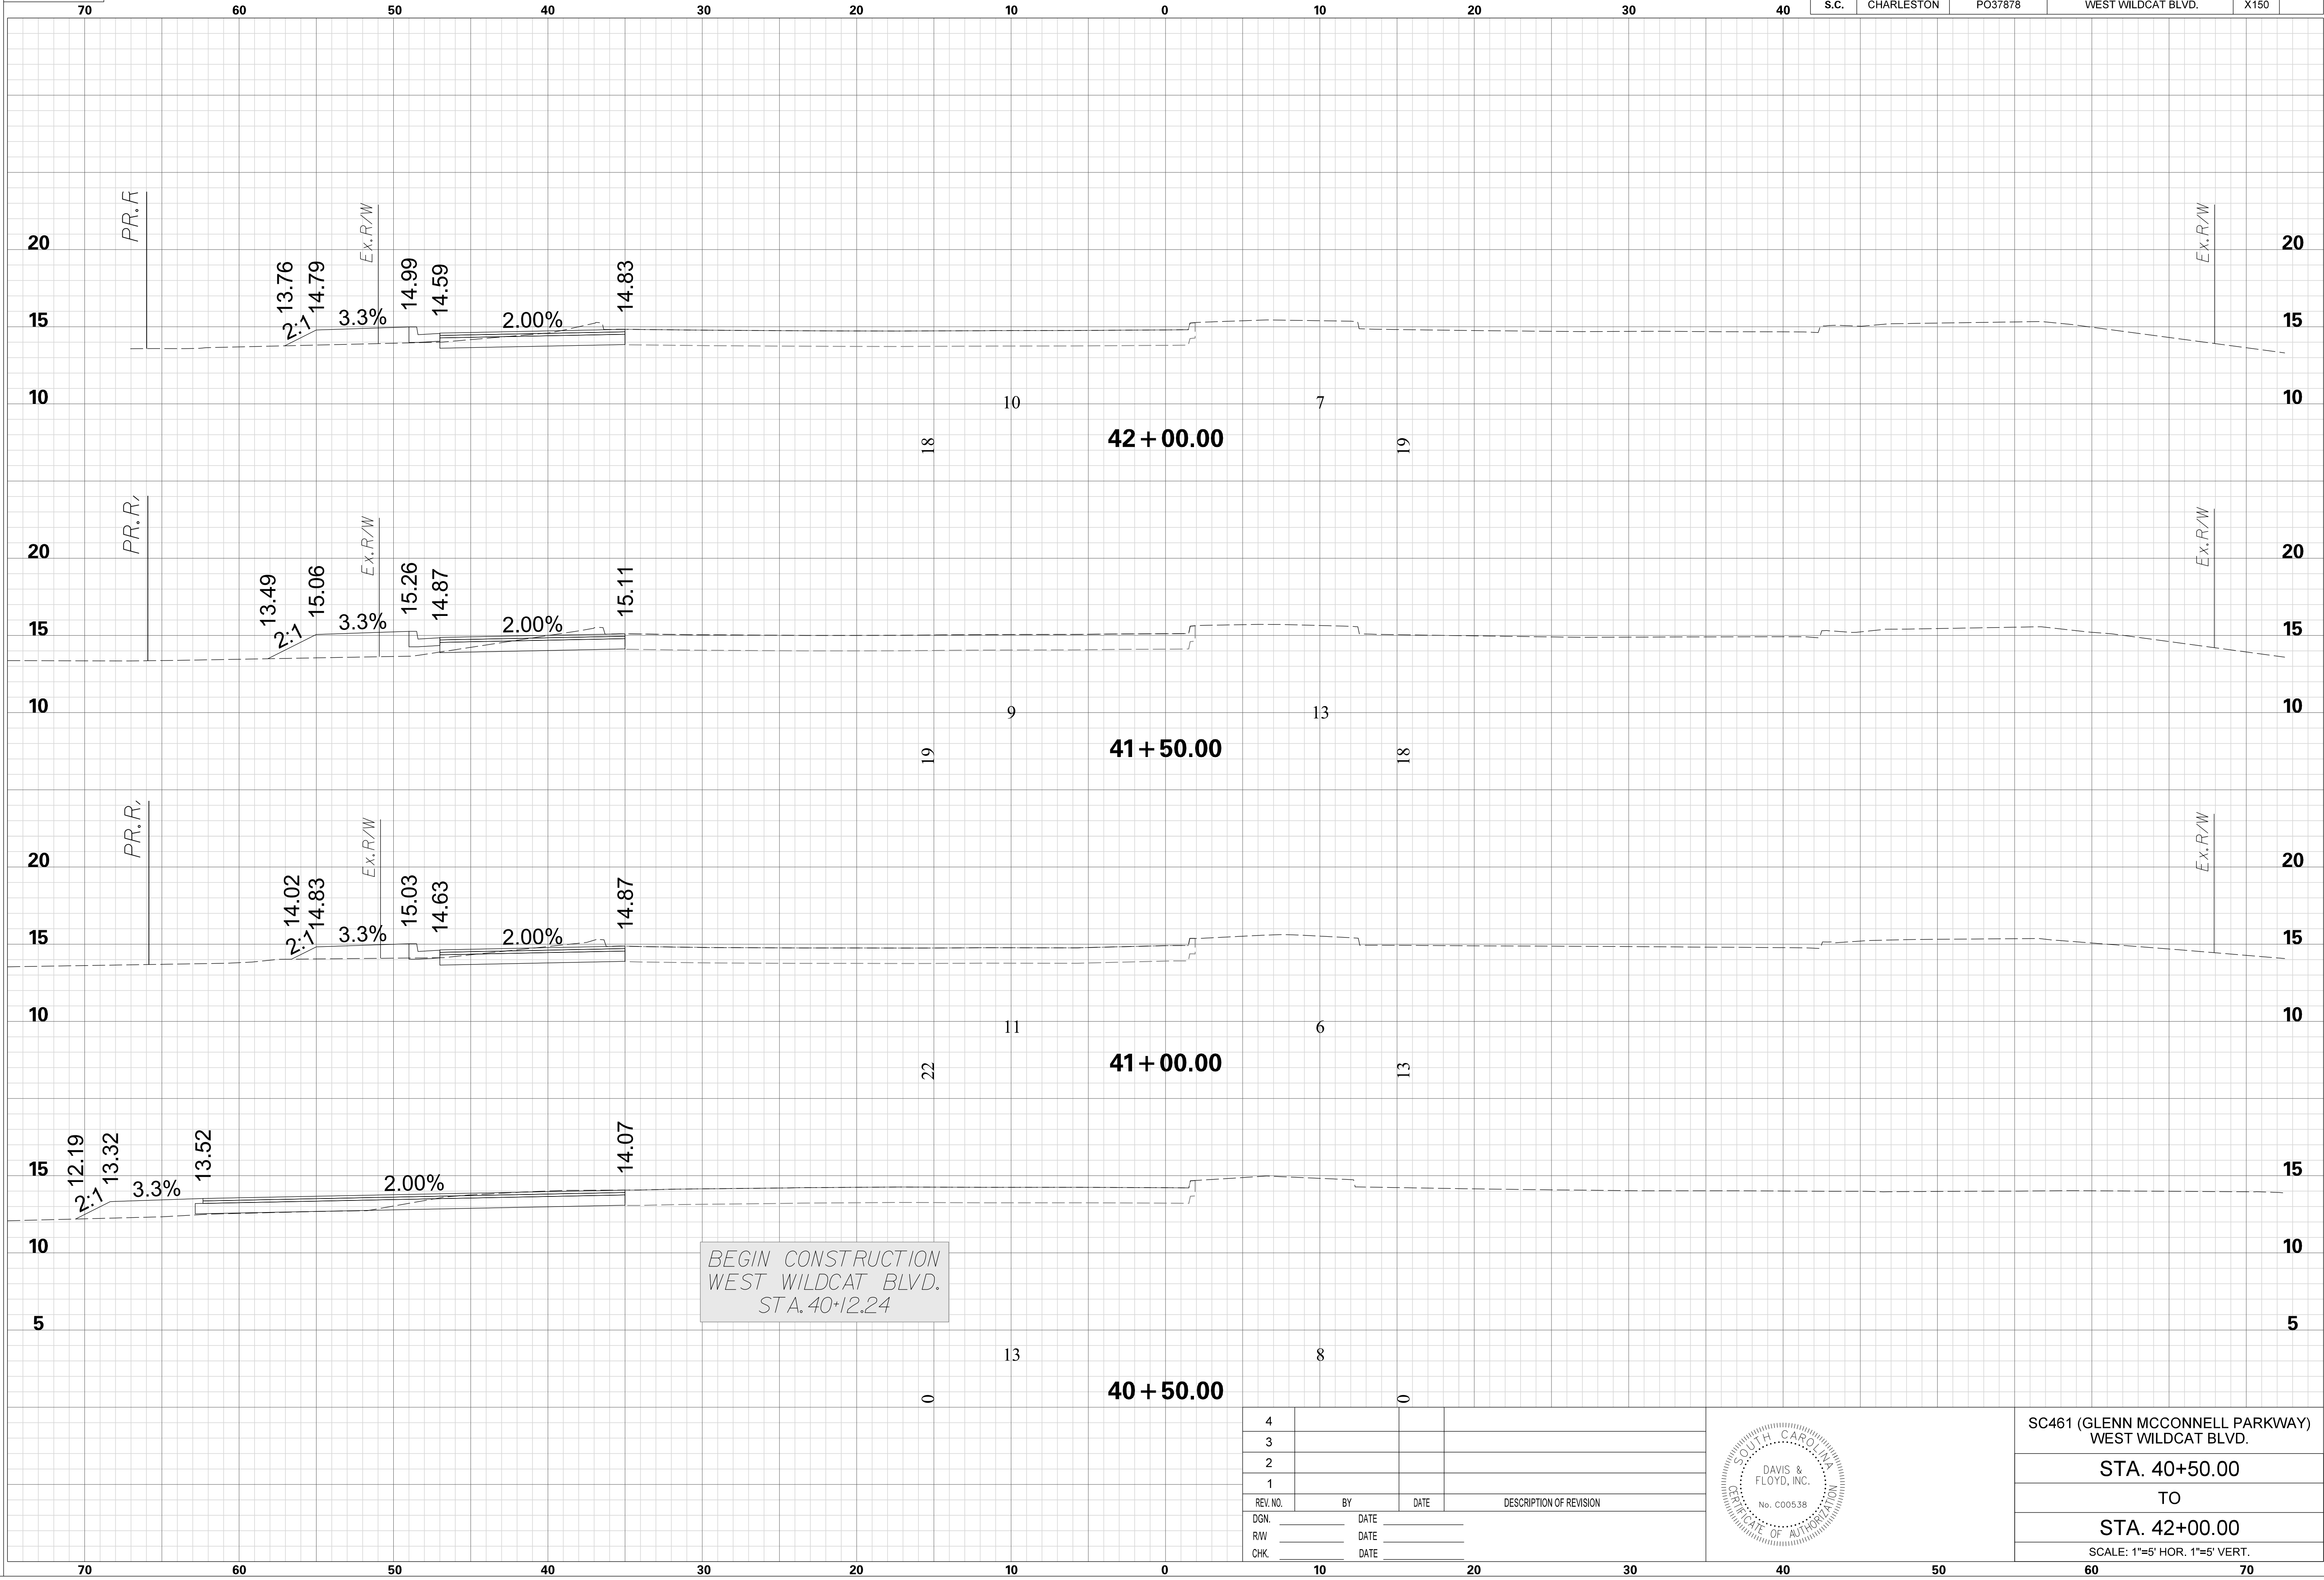 70 60 50 40 30 20 10 0 10 20 30 40
S.C. CHARLESTON PO37878 WEST WILDCAT BLVD. X150
PR.R
Ex.R/W
Ex.R/W
20 20
13.76 14.79 14.99 14.59 14.83
2:1 3.3% 2.00%
15 15
10 10 7 10
18 42+00.00 19
PR.R/
Ex.R/W
Ex.R/W
20 20
13.49 15.06 15.26 14.87 15.11
2:1 3.3% 2.00%
15 15
10 9 13 10
19 41+50.00 18
PR.R/
Ex.R/W
Ex.R/W
20 20
14.02 14.83 15.03 14.63 14.87
2:1 3.3% 2.00%
15 15
10 11 6 10
22 41+00.00 13
12.19 13.32 13.52 14.07
15 15
2:1 3.3% 2.00%
10 10
BEGIN CONSTRUCTION
WEST WILDCAT BLVD.
STA.40+12.24
5 5
13 8
0 40+50.00 0
4
3
2
1
REV. NO. BY DATE DESCRIPTION OF REVISION
DGN. DATE
R/W DATE
CHK. DATE
SOUTH CAROLINA
DAVIS &
FLOYD, INC.
No. C00538
CERTIFICATE OF AUTHORIZATION
SC461 (GLENN MCCONNELL PARKWAY)
WEST WILDCAT BLVD.
STA. 40+50.00
TO
STA. 42+00.00
SCALE: 1"=5' HOR. 1"=5' VERT.
70 60 50 40 30 20 10 0 10 20 30 40 50 60 70